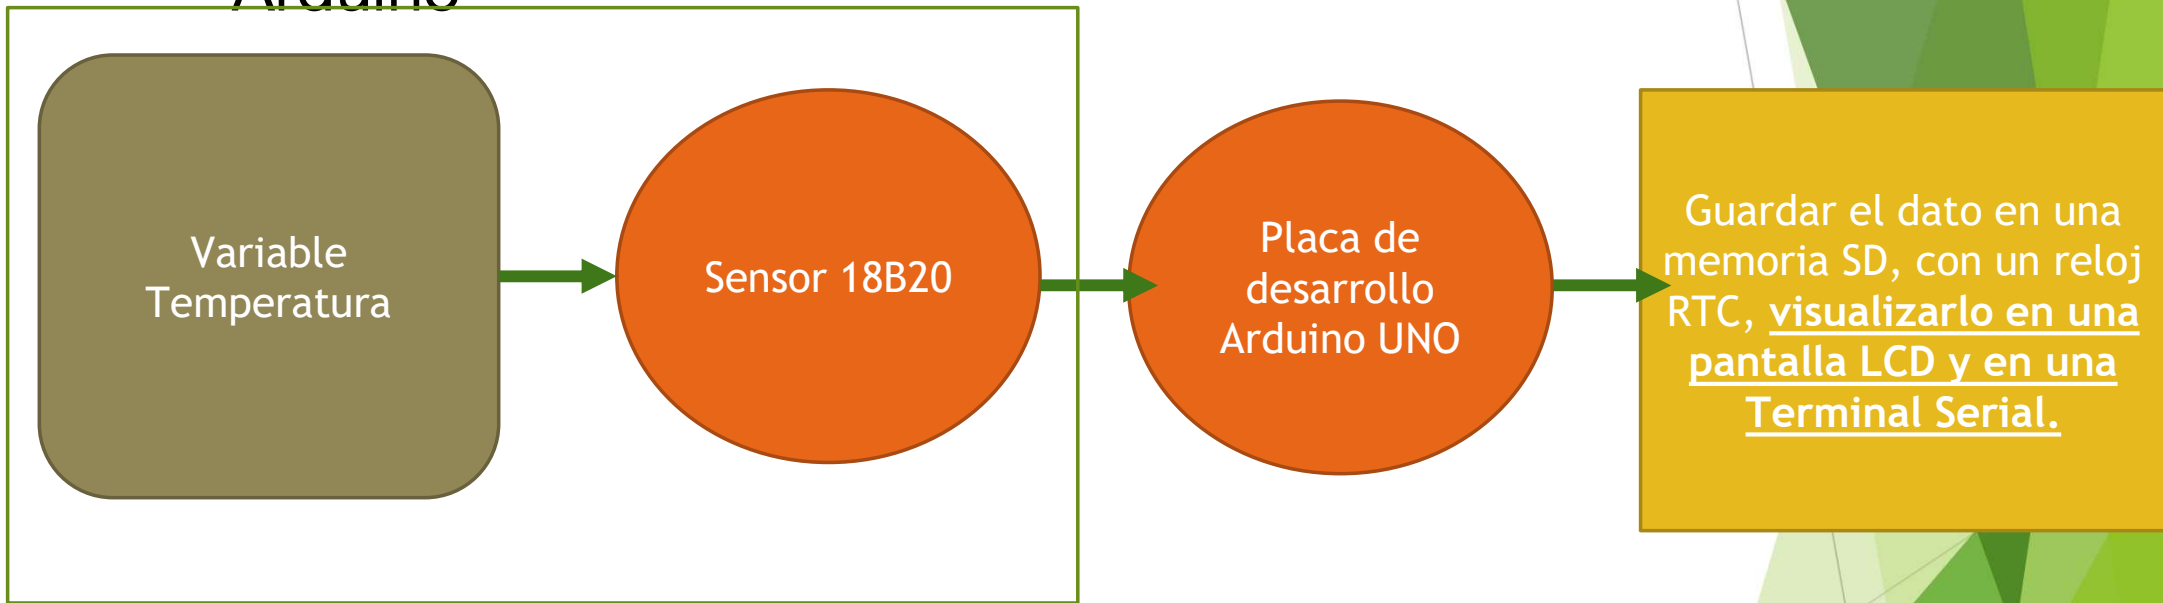 Arduino
Variable
Temperatura
Sensor 18B20
Placa de
desarrollo
Arduino UNO
Guardar el dato en una
memoria SD, con un reloj
RTC, visualizarlo en una
pantalla LCD y en una
Terminal Serial.